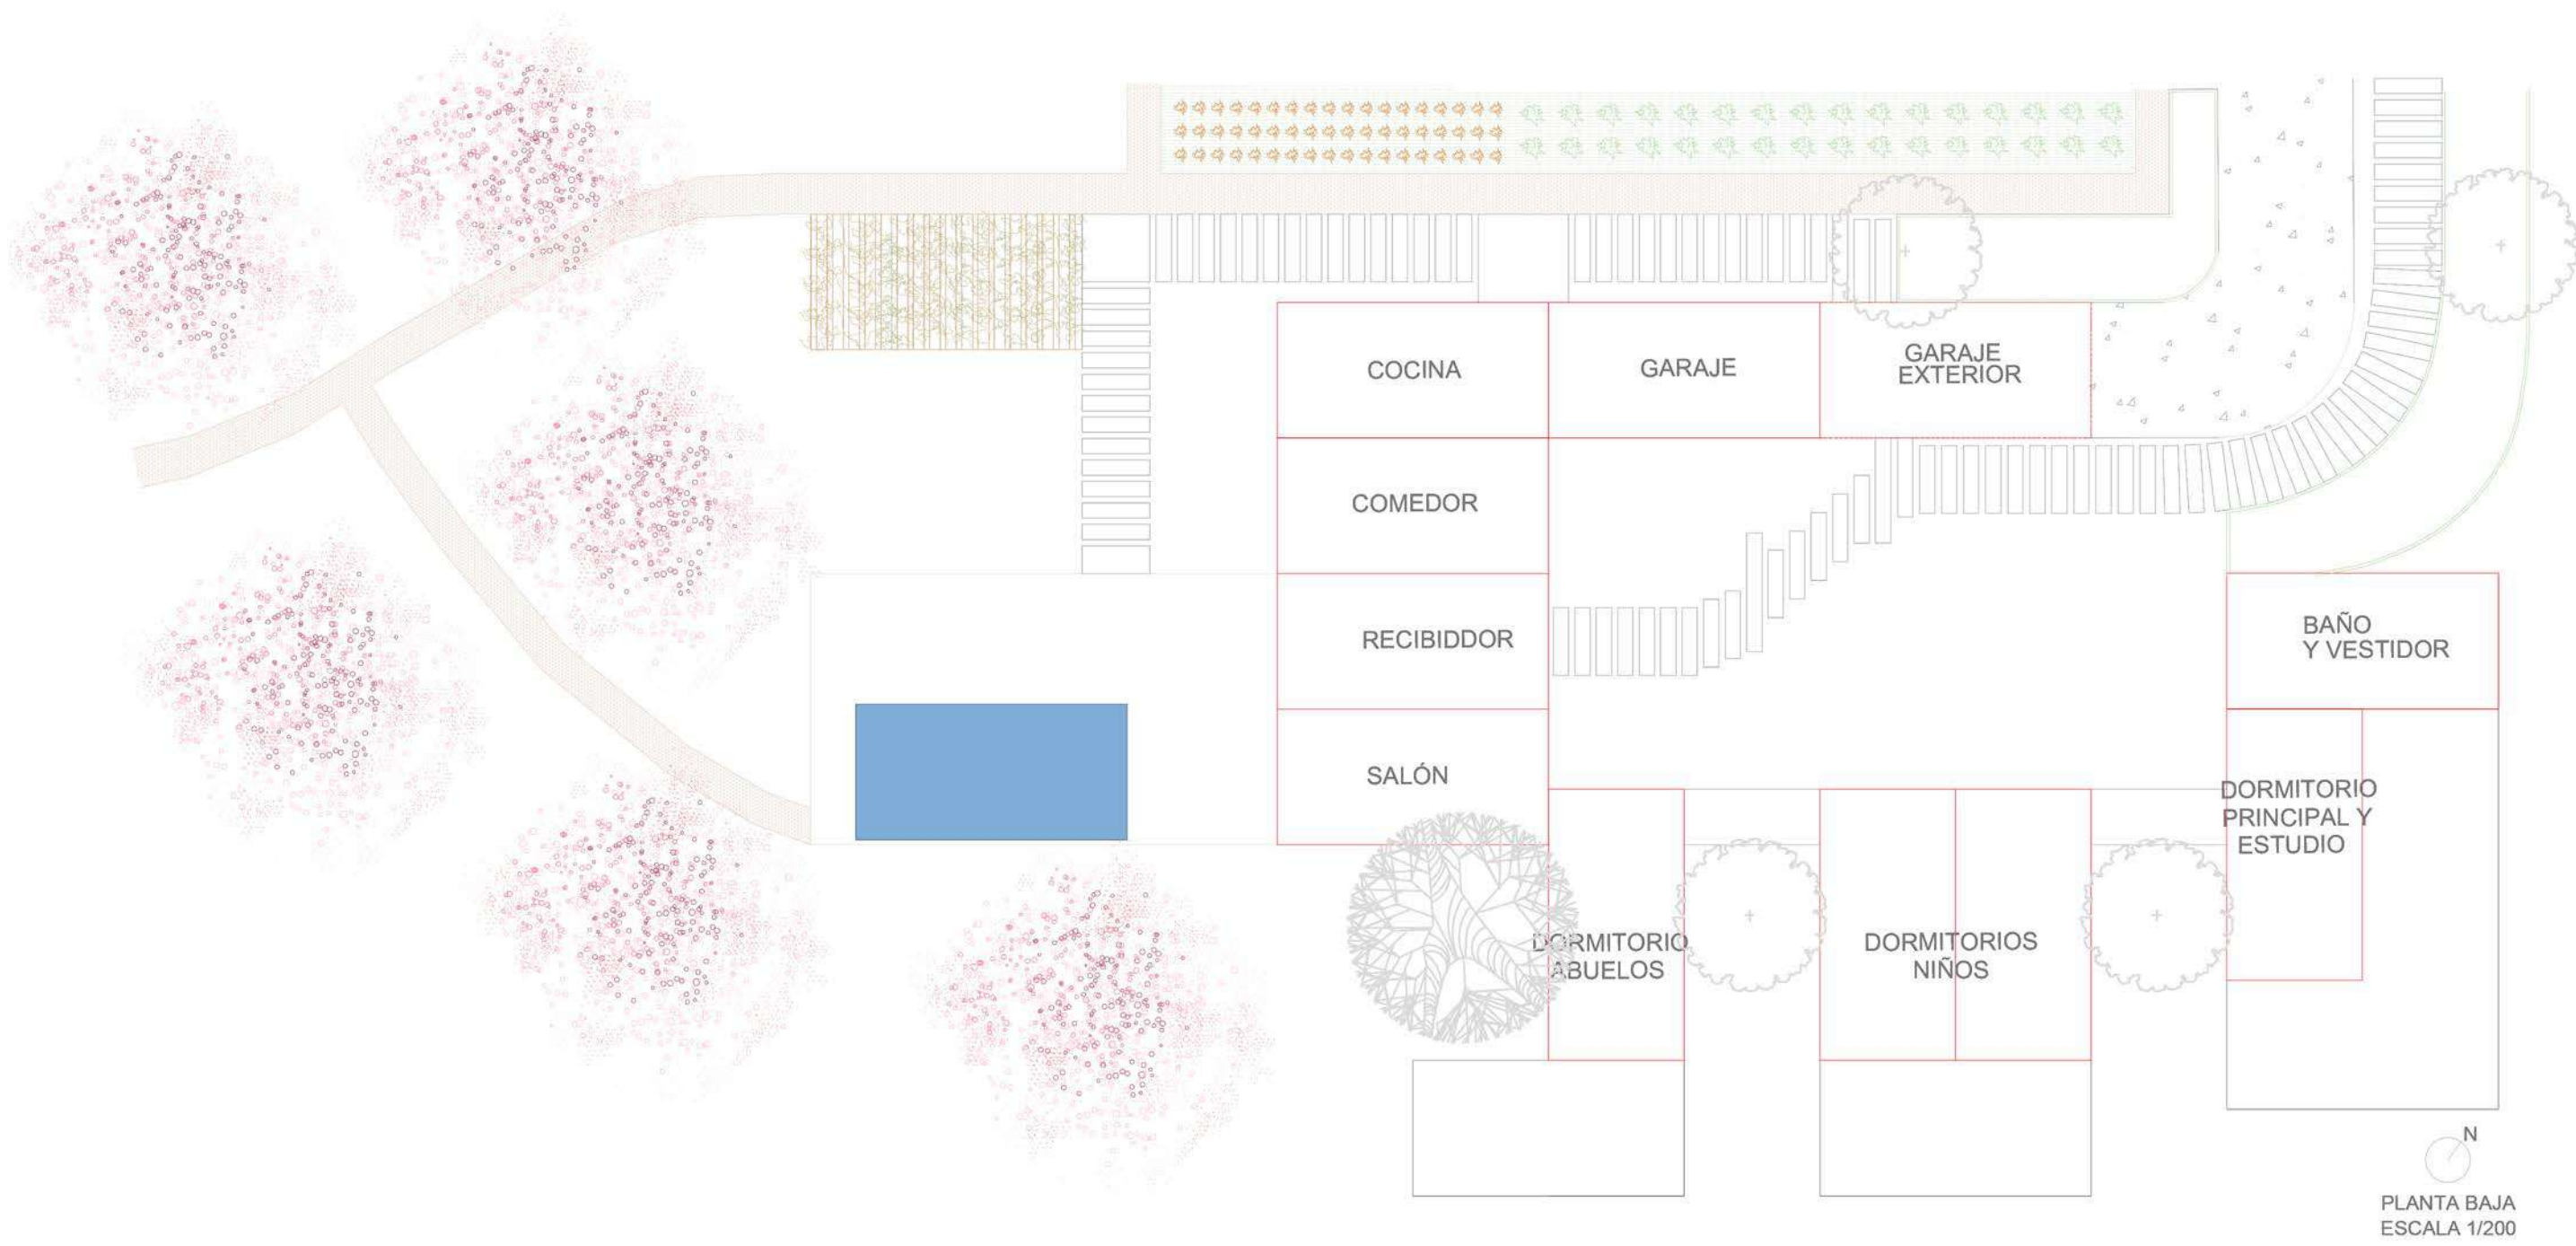 COCINA
GARAJE
GARAJE
EXTERIOR
COMEDOR
RECIBIDDOR
BAÑO
Y VESTIDOR
SALÓN
DORMITORIO
PRINCIPAL Y
ESTUDIO
DORMITORIO
ABUELOS
DORMITORIOS
NIÑOS
N
PLANTA BAJA
ESCALA 1/200